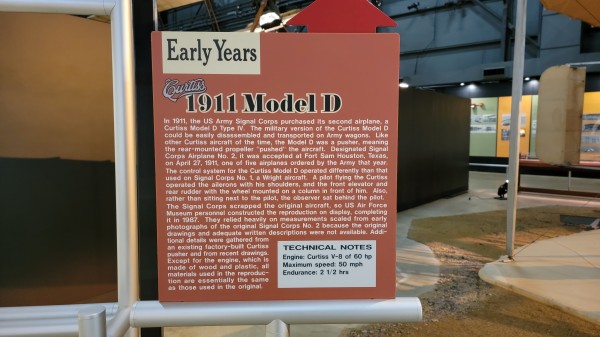 Early Years
Curtiss
1911 Model D
In 1911, the US Army Signal Corps purchased its second airplane, a
Curtiss Model D Type IV. The military version of the Curtiss Model D
could be easily disassembled and transported on Army wagons. Like
other Curtiss aircraft of the time, the Model D was a pusher, meaning
the rear-mounted propeller "pushed" the aircraft. Designated Signal
Corps Airplane No. 2, it was accepted at Fort Sam Houston, Texas,
on April 27, 1911, one of five airplanes ordered by the Army that year.
The control system for the Curtiss Model D operated differently than that
used on Signal Corps No. 1, a Wright aircraft. A pilot flying the Curtiss
operated the ailerons with his shoulders, and the front elevator and
rear rudder with the wheel mounted on a column in front of him. Also,
rather than sitting next to the pilot, the observer sat behind the pilot.
The Signal Corps scrapped the original aircraft, so US Air Force
Museum personnel constructed the reproduction on display, completing
it in 1987. They relied heavily on measurements scaled from early
photographs of the original Signal Corps No. 2 because the original
drawings and adequate written descriptions were not available. Addi-
tional details were gathered from
an existing factory-built Curtiss
pusher and from recent drawings.
Except for the engine, which is
made of wood and plastic, all
materials used in the reproduc-
tion are essentially the same
as those used in the original.
TECHNICAL NOTES
Engine: Curtiss V-8 of 60 hp
Maximum speed: 50 mph
Endurance: 2 1/2 hrs